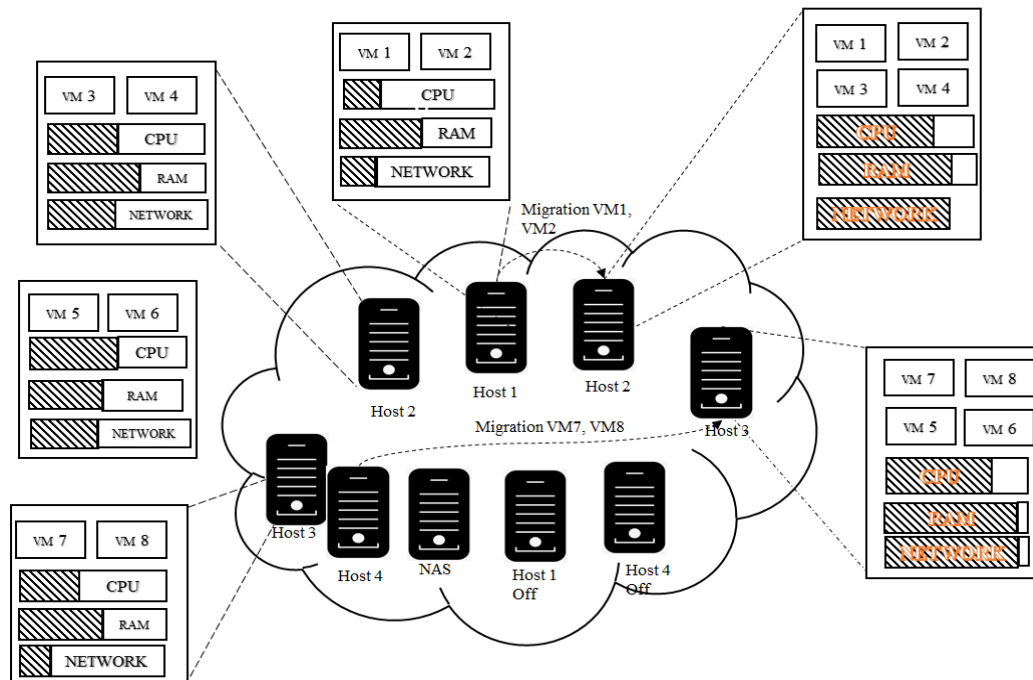 VM 1
VM 2
CPU
RAM
NETWORK
VM 3
VM 4
CPU
RAM
NETWORK
VM 1
VM 2
VM 3
VM 4
CPU
RAM
NETWORK
Migration VM1,
VM2
VM 5
VM 6
CPU
RAM
NETWORK
Host 2
Host 1
Host 2
Host 3
Migration VM7, VM8
VM 7
VM 8
VM 5
VM 6
CPU
RAM
NETWORK
VM 7
VM 8
CPU
RAM
NETWORK
Host 3
Host 4
NAS
Host 1
Off
Host 4
Off